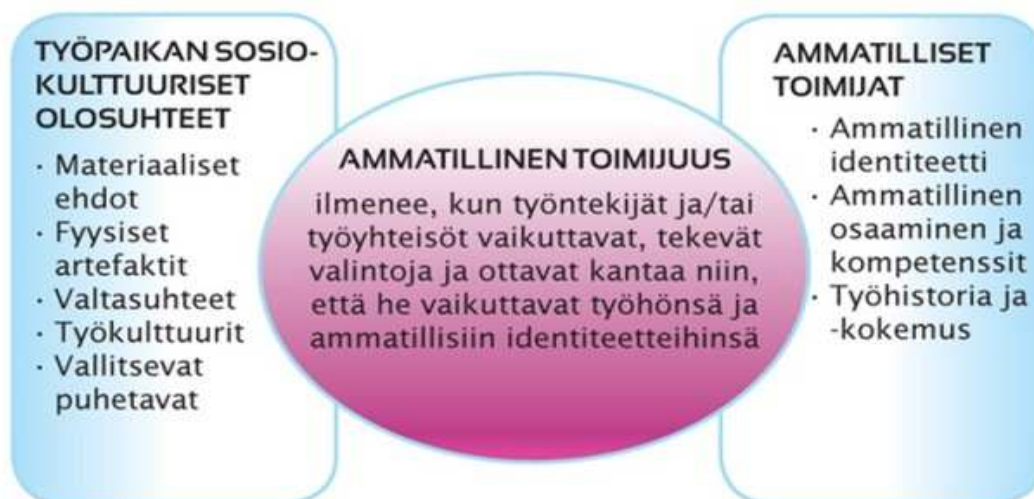 TYÖPAIKAN SOSIO-
KULTTUURISET
OLOSUHTEET
· Materiaaliset
ehdot
· Fyysiset
artefaktit
· Valtasuhteet
· Työkulttuurit
· Vallitsevat
puhetavat
AMMATILLINEN TOIMIJUUS
ilmenee, kun työntekijät ja/tai
työyhteisöt vaikuttavat, tekevät
valintoja ja ottavat kantaa niin,
että he vaikuttavat työhönsä ja
ammatillisiin identiteetteihinsä
AMMATILLISET
TOIMIJAT
· Ammatillinen
identiteetti
· Ammatillinen
osaaminen ja
kompetenssit
· Työhistoria ja
-kokemus